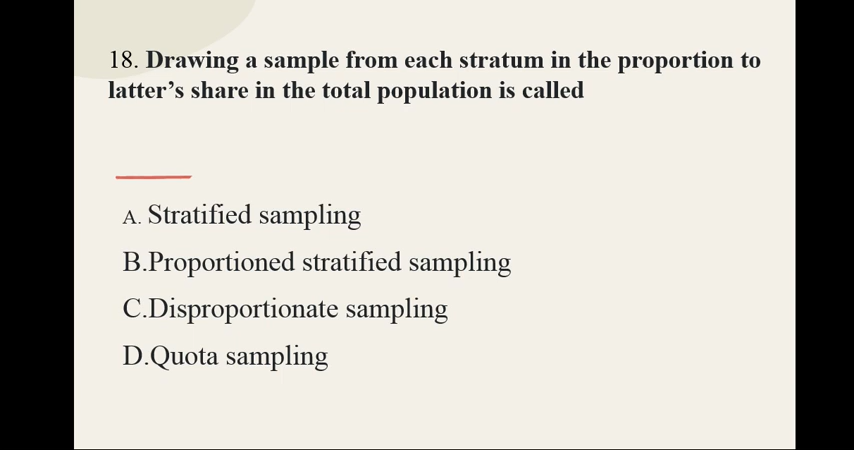 18. Drawing a sample from each stratum in the proportion to
latter’s share in the total population is called
A. Stratified sampling
B.Proportioned stratified sampling
C.Disproportionate sampling
D.Quota sampling